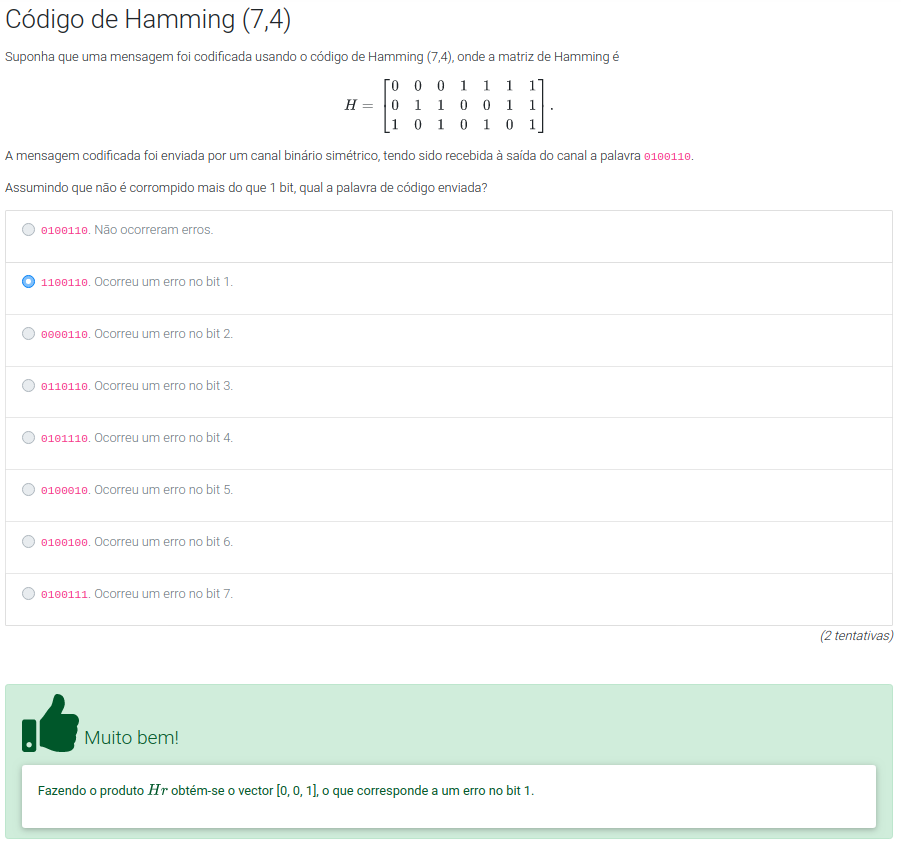 Código de Hamming (7,4)
Suponha que uma mensagem foi codificada usando o código de Hamming (7,4), onde a matriz de Hamming é
0 0 0 1 1 1 1
H = 0 1 1 0 0 1 1 .
1 0 1 0 1 0 1
A mensagem codificada foi enviada por um canal binário simétrico, tendo sido recebida à saída do canal a palavra 0100110.
Assumindo que não é corrompido mais do que 1 bit, qual a palavra de código enviada?
0100110. Não ocorreram erros.
1100110. Ocorreu um erro no bit 1.
0000110. Ocorreu um erro no bit 2.
0110110. Ocorreu um erro no bit 3.
0101110. Ocorreu um erro no bit 4.
0100010. Ocorreu um erro no bit 5.
0100100. Ocorreu um erro no bit 6.
0100111. Ocorreu um erro no bit 7.
(2 tentativas)
Muito bem!
Fazendo o produto Hr obtém-se o vector [0, 0, 1], o que corresponde a um erro no bit 1.